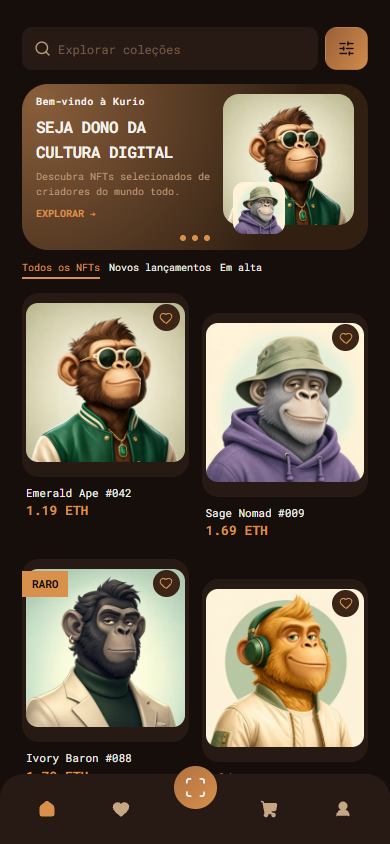 Explorar coleções
Bem-vindo à Kurio
SEJA DONO DA
CULTURA DIGITAL
Descubra NFTs selecionados de
criadores do mundo todo.
EXPLORAR →
Todos os NFTs Novos lançamentos Em alta
Emerald Ape #042
1.19 ETH
Sage Nomad #009
1.69 ETH
RARO
Ivory Baron #088